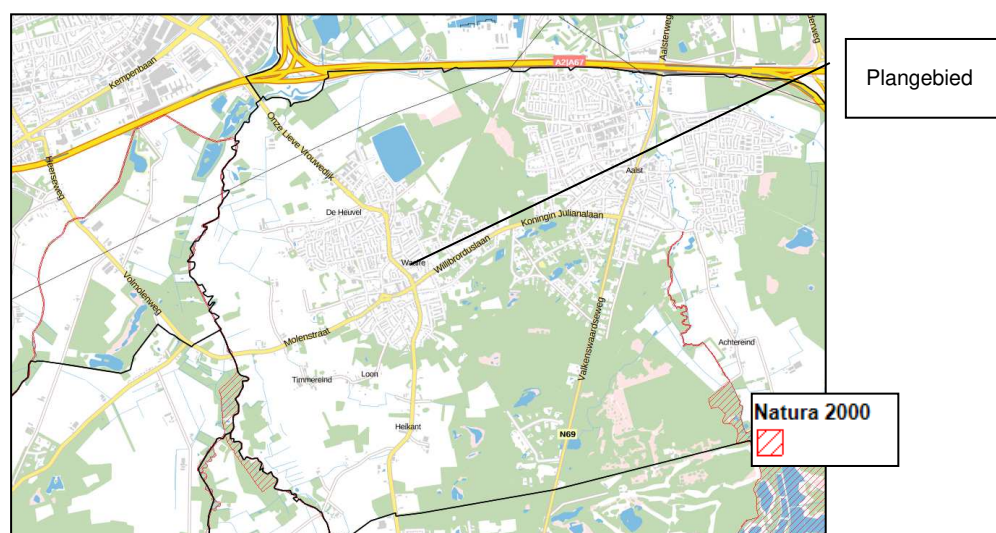 Plangebied
A2|A67
Aalsterweg
Kempenbaan
Onze Lieve Vrouwedijk
Heerseweg
Aalst
De Heuvel
Koningin Julianalaan
Waalre
Willibrorduslaan
Volmolenweg
Valkenswaardseweg
Molenstraat
Achtereind
Loon
Timmereind
Natura 2000
Heikant
N69